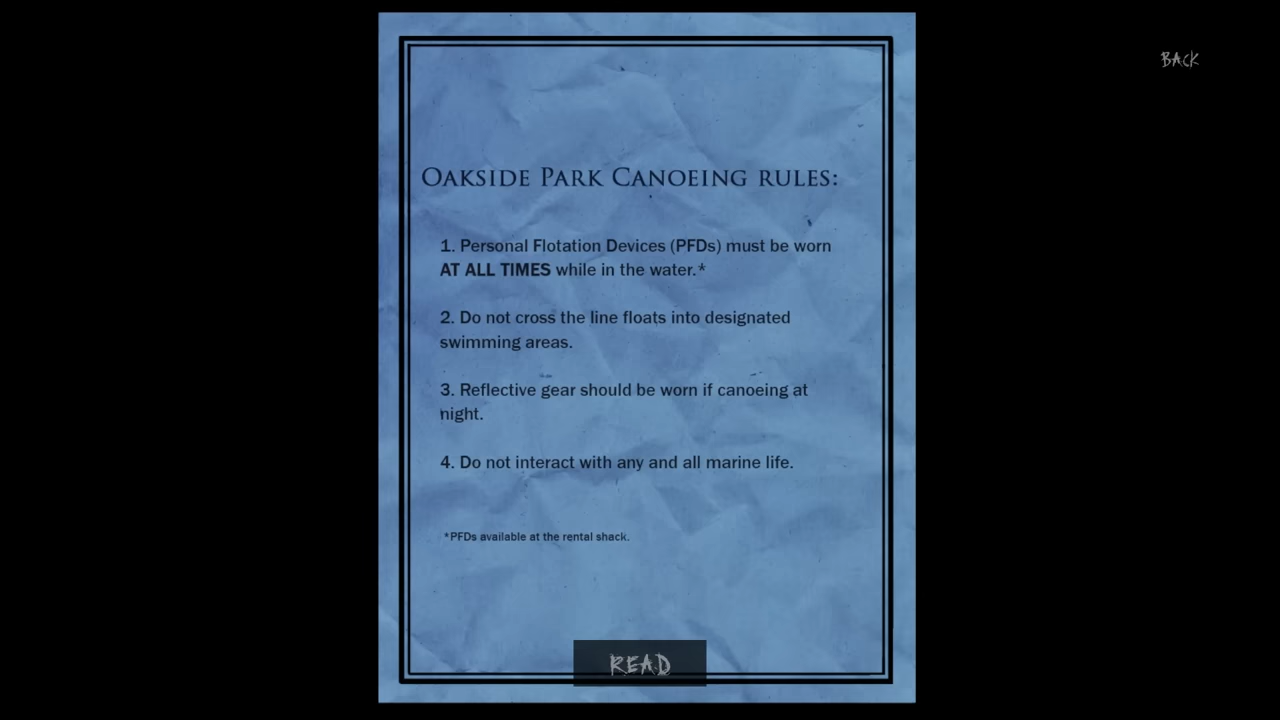 BACK
OAKSIDE PARK CANOEING RULES:
1. Personal Flotation Devices (PFDs) must be worn
AT ALL TIMES while in the water.*
2. Do not cross the line floats into designated
swimming areas.
3. Reflective gear should be worn if canoeing at
night.
4. Do not interact with any and all marine life.
*PFDs available at the rental shack.
READ